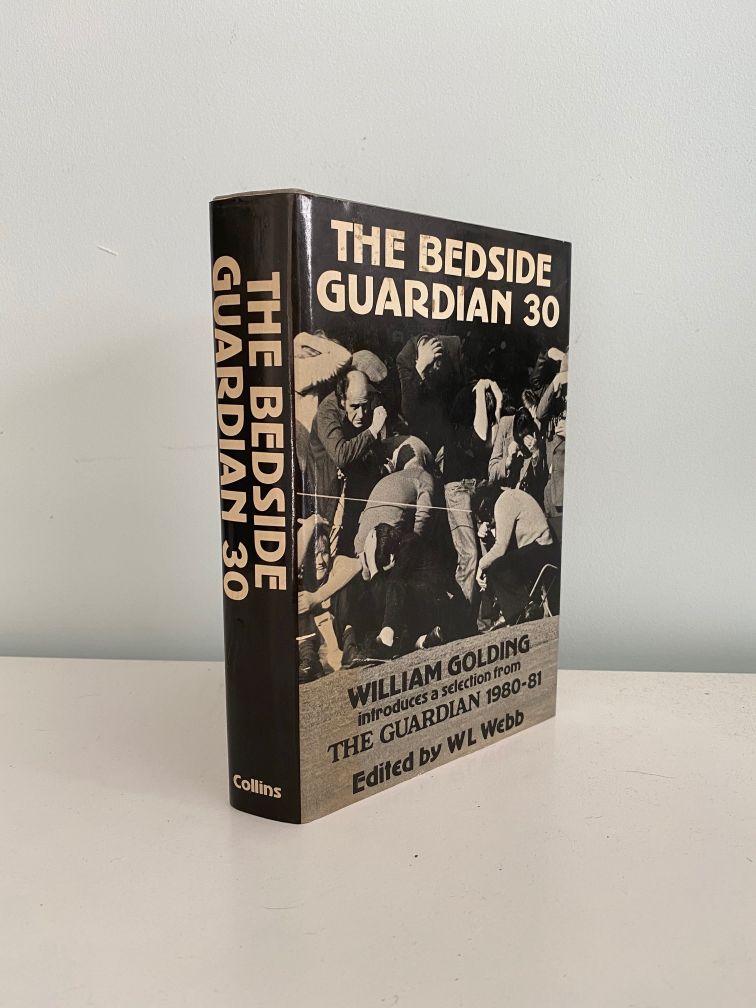 THE BEDSIDE
GUARDIAN 30
Collins
THE BEDSIDE
GUARDIAN 30
WILLIAM GOLDING
introduces a selection from
THE GUARDIAN 1980-81
Edited by W L Webb